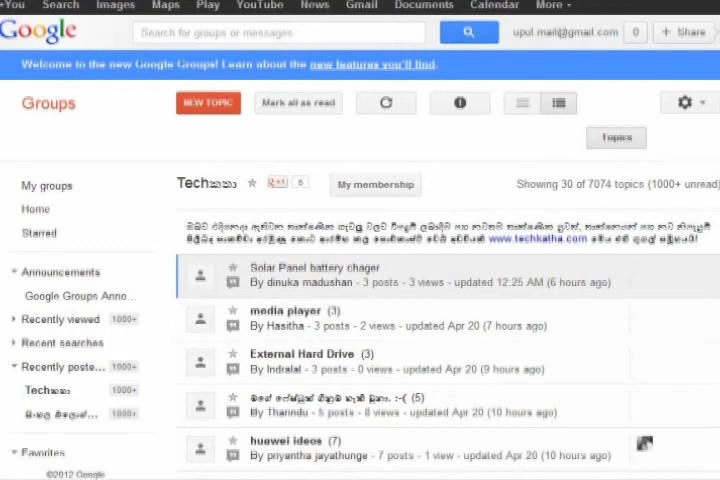 +You Search Images Maps Play YouTube News Gmail Documents Calendar More
Google Search for groups or messages upul.mail@gmail.com 0 + Share
Welcome to the new Google Groups! Learn about the new features you'll find.
Groups NEW TOPIC Mark all as read
Topics
My groups
Home
Starred
Announcements
Google Groups Anno...
Recently viewed 1000+
Recent searches
Recently poste... 1000+
Techකතා 1000+
1000+
Favorites
©2012 Google
Techකතා +1 6 My membership Showing 30 of 7074 topics (1000+ unread)
www.techkatha.com
Solar Panel battery chager
By dinuka madushan - 3 posts - 3 views - updated 12:25 AM (6 hours ago)
media player (3)
By Hasitha - 3 posts - 2 views - updated Apr 20 (7 hours ago)
External Hard Drive (3)
By Indralal - 3 posts - 0 views - updated Apr 20 (9 hours ago)
:-( (5)
By Tharindu - 5 posts - 8 views - updated Apr 20 (10 hours ago)
huawei ideos (7)
By priyantha jayathunge - 7 posts - 1 view - updated Apr 20 (10 hours ago)